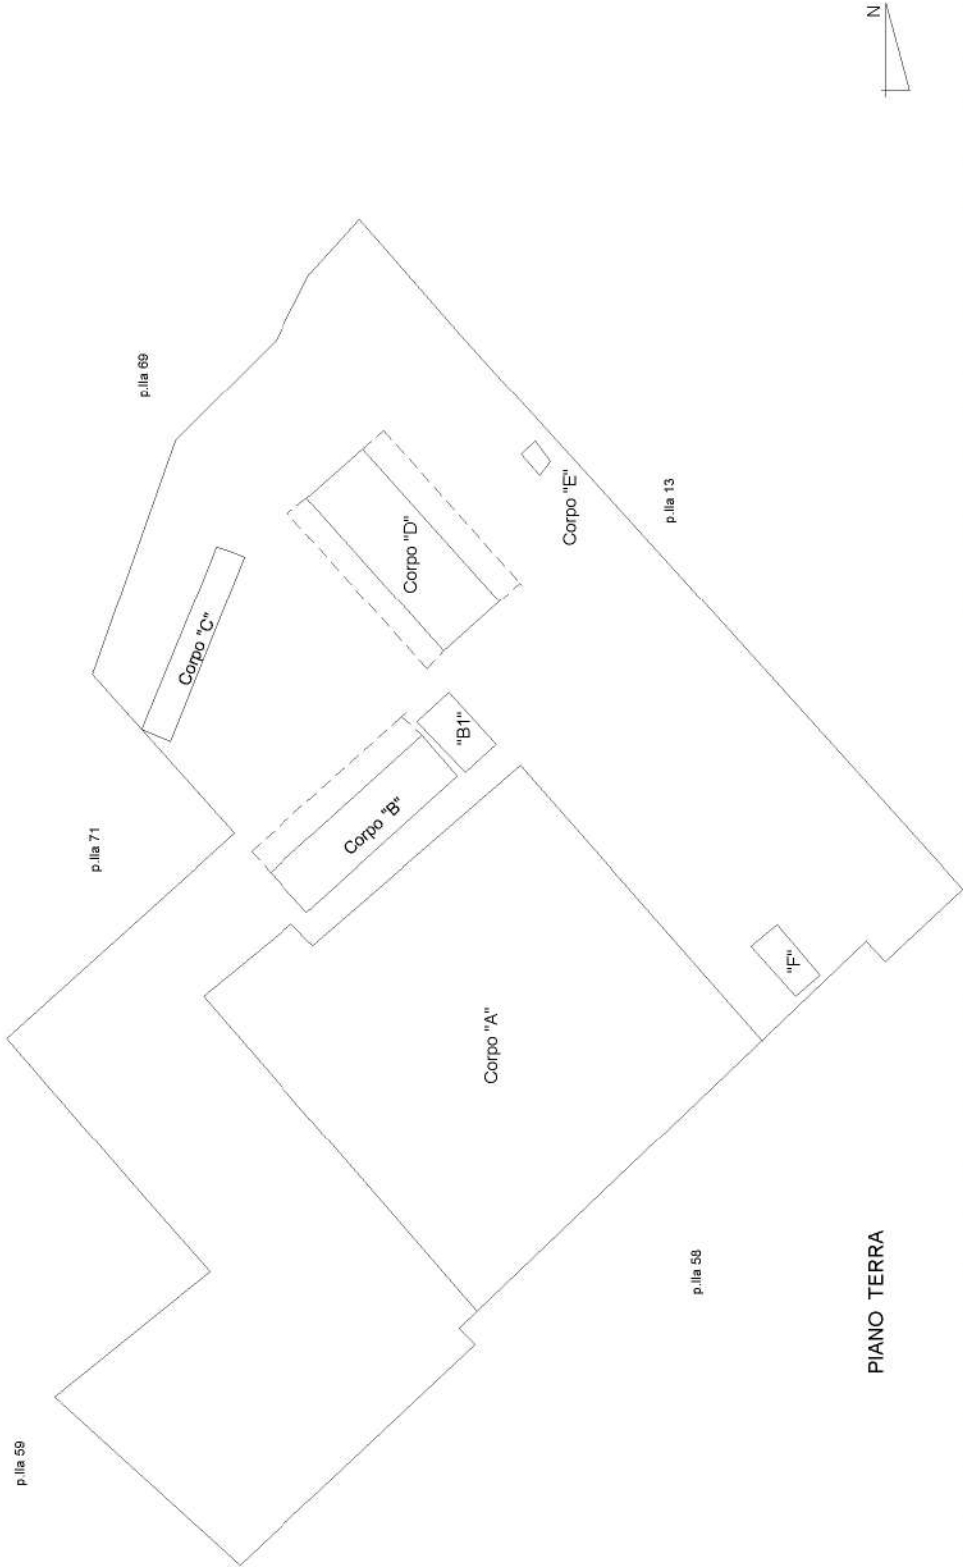 N
p.lla 69
Corpo "C"
Corpo "D"
Corpo "E"
p.lla 13
p.lla 71
"B1"
Corpo "B"
"F"
Corpo "A"
p.lla 58
PIANO TERRA
p.lla 59